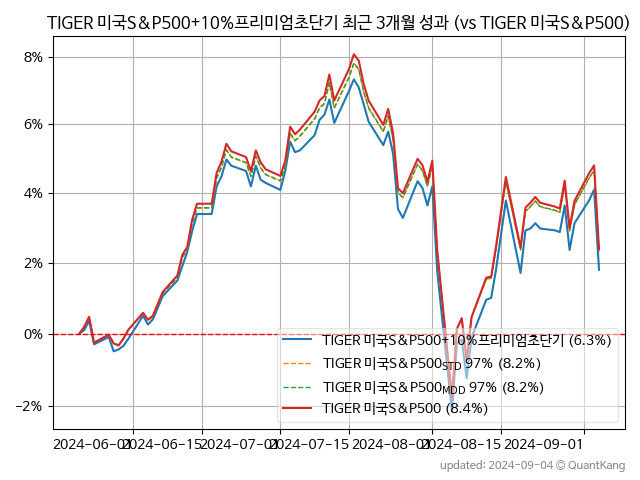 TIGER 미국S&P500+10%프리미엄초단기 최근 3개월 성과 (vs TIGER 미국S&P500)
8%
6%
4%
2%
0%
−2%
TIGER 미국S&P500+10%프리미엄초단기 (6.3%)
TIGER 미국S&P500STD 97% (8.2%)
TIGER 미국S&P500MDD 97% (8.2%)
TIGER 미국S&P500 (8.4%)
2024-06-01 2024-06-15 2024-07-01 2024-07-15 2024-08-01 2024-08-15 2024-09-01
updated: 2024-09-04 © QuantKang